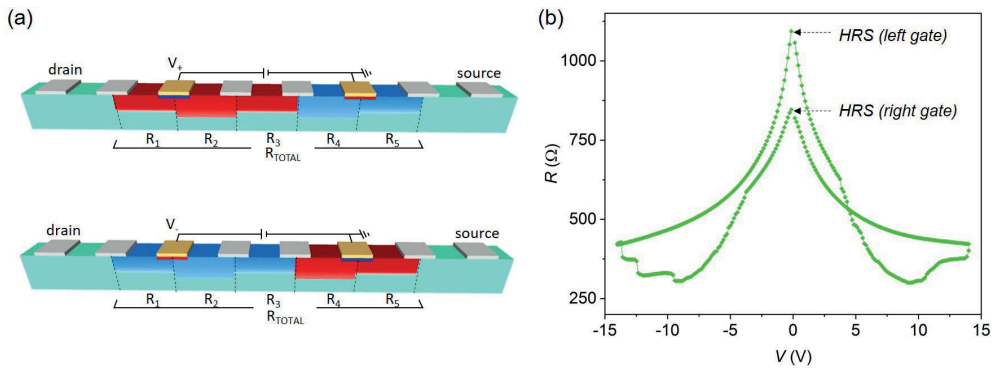 (a)
drain
V+
source
R1
R2
R3
R4
R5
RTOTAL
drain
V-
source
R1
R2
R3
R4
R5
RTOTAL
(b)
HRS (left gate)
HRS (right gate)
1000
750
500
250
R (Ω)
-15
-10
-5
0
5
10
15
V (V)